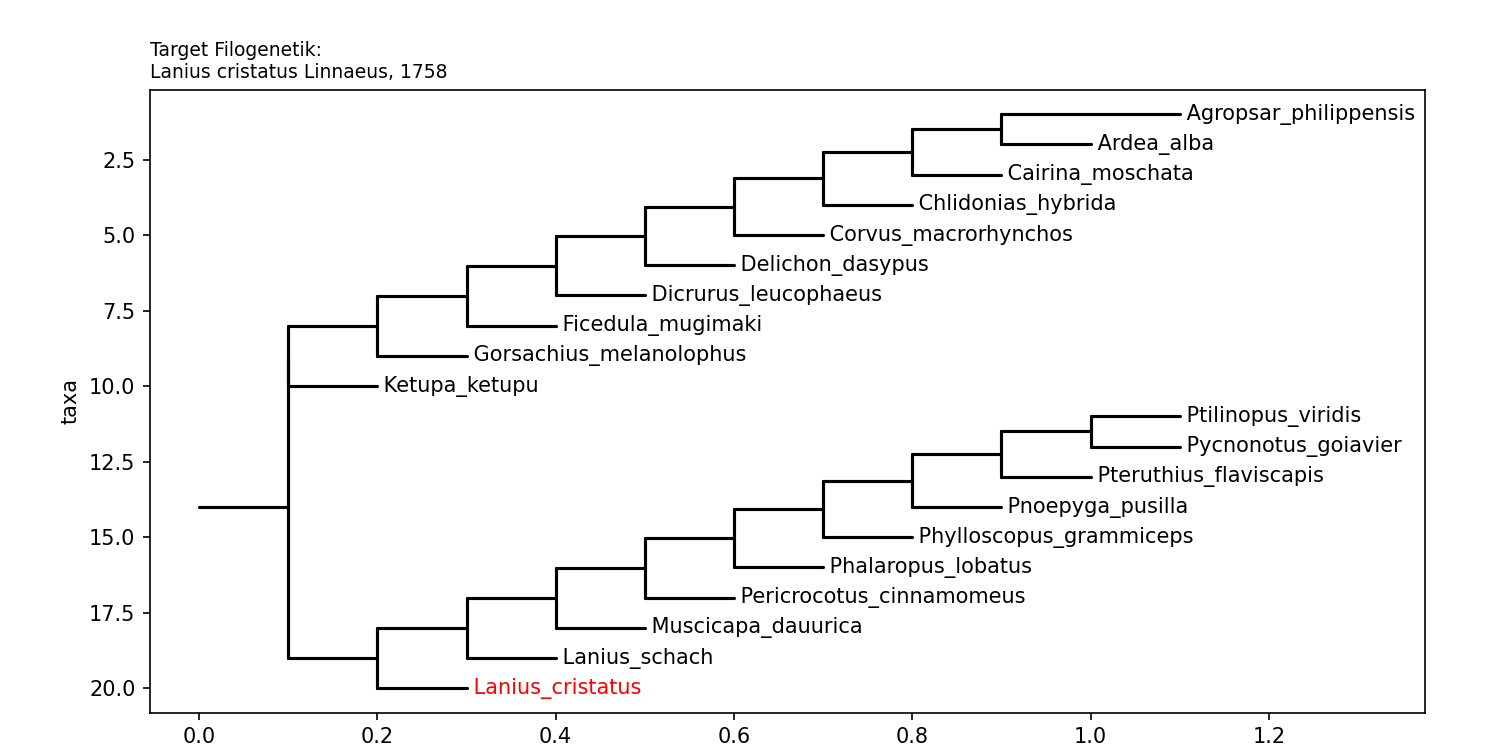 Target Filogenetik:
Lanius cristatus Linnaeus, 1758
Agropsar_philippensis
Ardea_alba
2.5
Cairina_moschata
Chlidonias_hybrida
5.0
Corvus_macrorhynchos
Delichon_dasypus
Dicrurus_leucophaeus
7.5
Ficedula_mugimaki
Gorsachius_melanolophus
10.0
Ketupa_ketupu
taxa
Ptilinopus_viridis
Pycnonotus_goiavier
12.5
Pteruthius_flaviscapis
Pnoepyga_pusilla
15.0
Phylloscopus_grammiceps
Phalaropus_lobatus
Pericrocotus_cinnamomeus
17.5
Muscicapa_dauurica
Lanius_schach
20.0
Lanius_cristatus
0.0 0.2 0.4 0.6 0.8 1.0 1.2